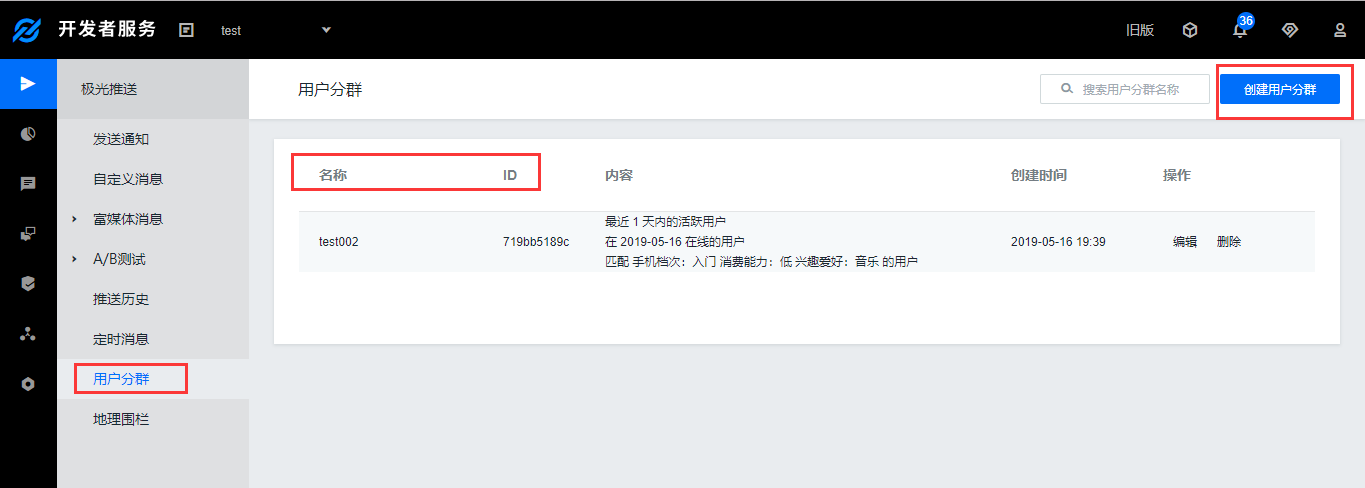 开发者服务
test
旧版
36
极光推送
发送通知
自定义消息
富媒体消息
A/B测试
推送历史
定时消息
用户分群
地理围栏
用户分群
搜索用户分群名称
创建用户分群
名称 ID 内容 创建时间 操作
最近 1 天内的活跃用户
test002 719bb5189c 在 2019-05-16 在线的用户 2019-05-16 19:39 编辑 删除
匹配 手机档次：入门 消费能力：低 兴趣爱好：音乐 的用户